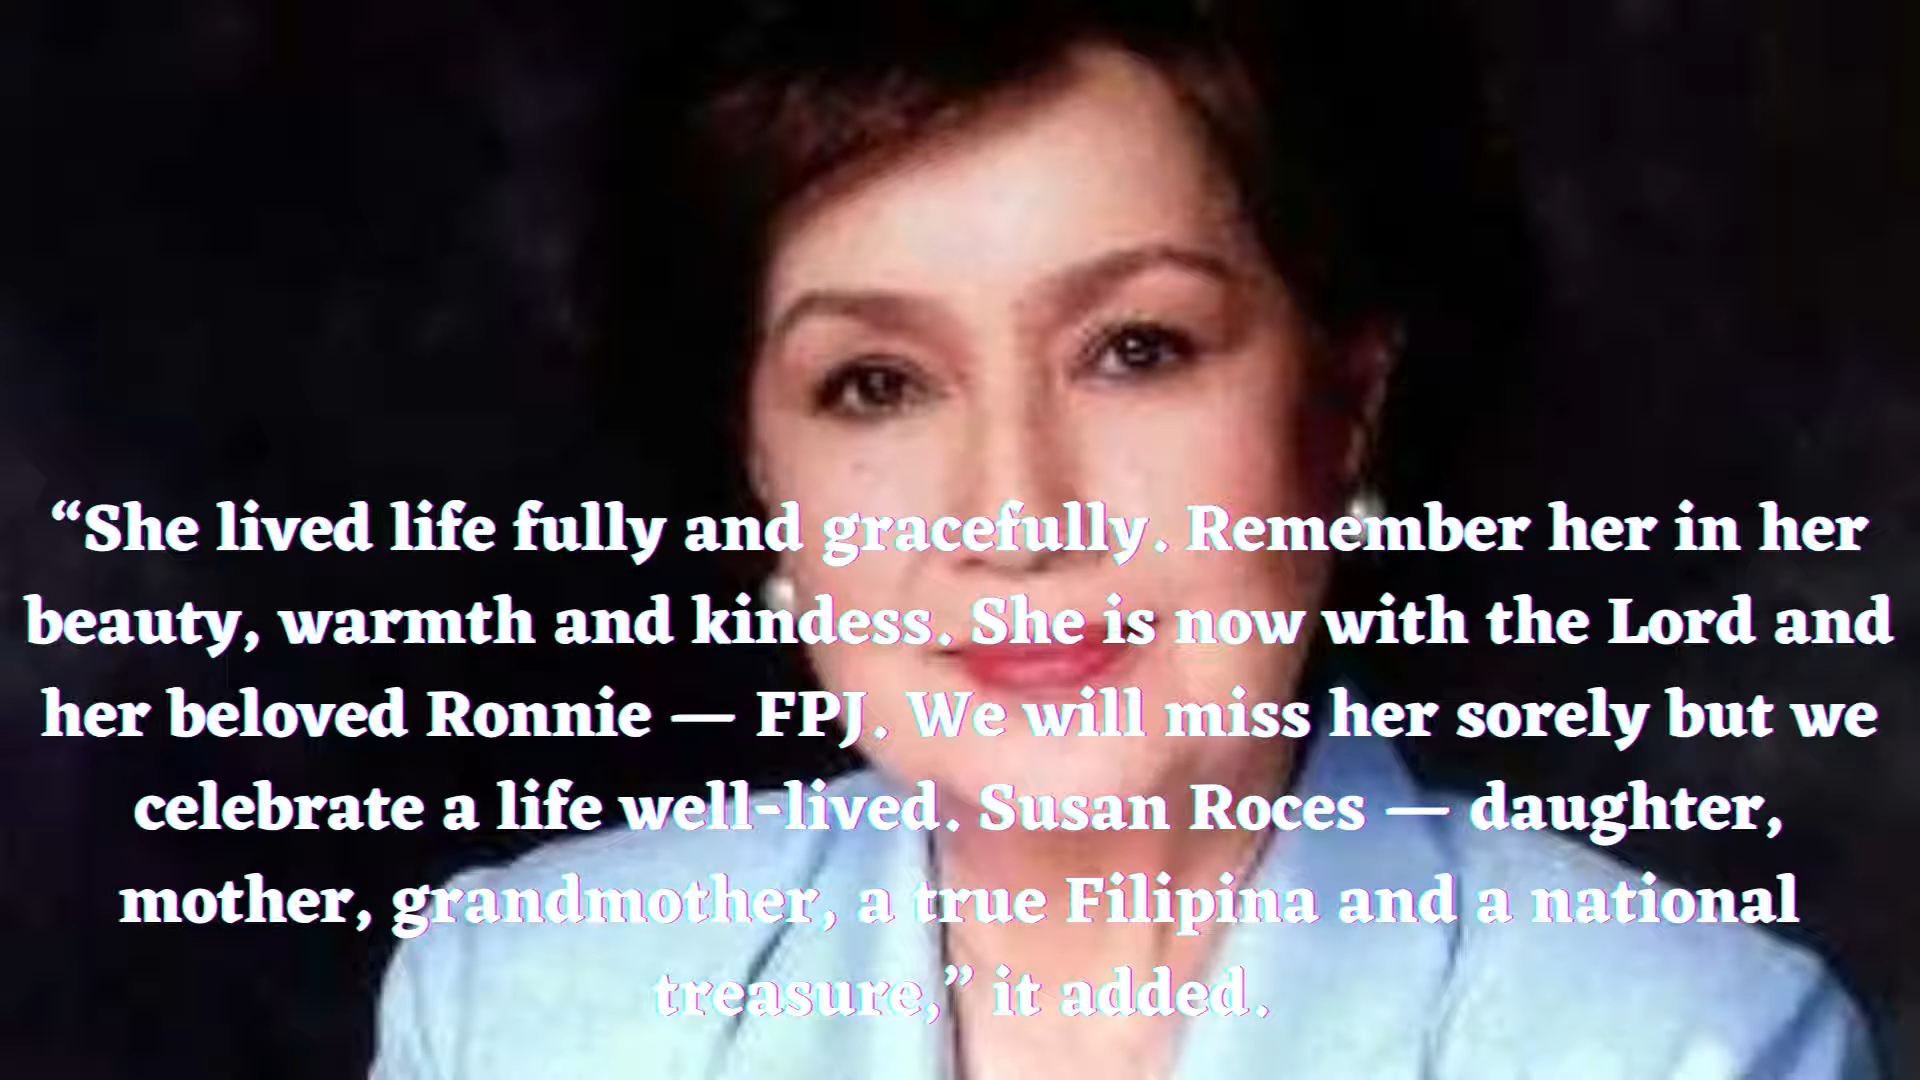 “She lived life fully and gracefully. Remember her in her
beauty, warmth and kindess. She is now with the Lord and
her beloved Ronnie — FPJ. We will miss her sorely but we
celebrate a life well-lived. Susan Roces — daughter,
mother, grandmother, a true Filipina and a national
treasure,” it added.